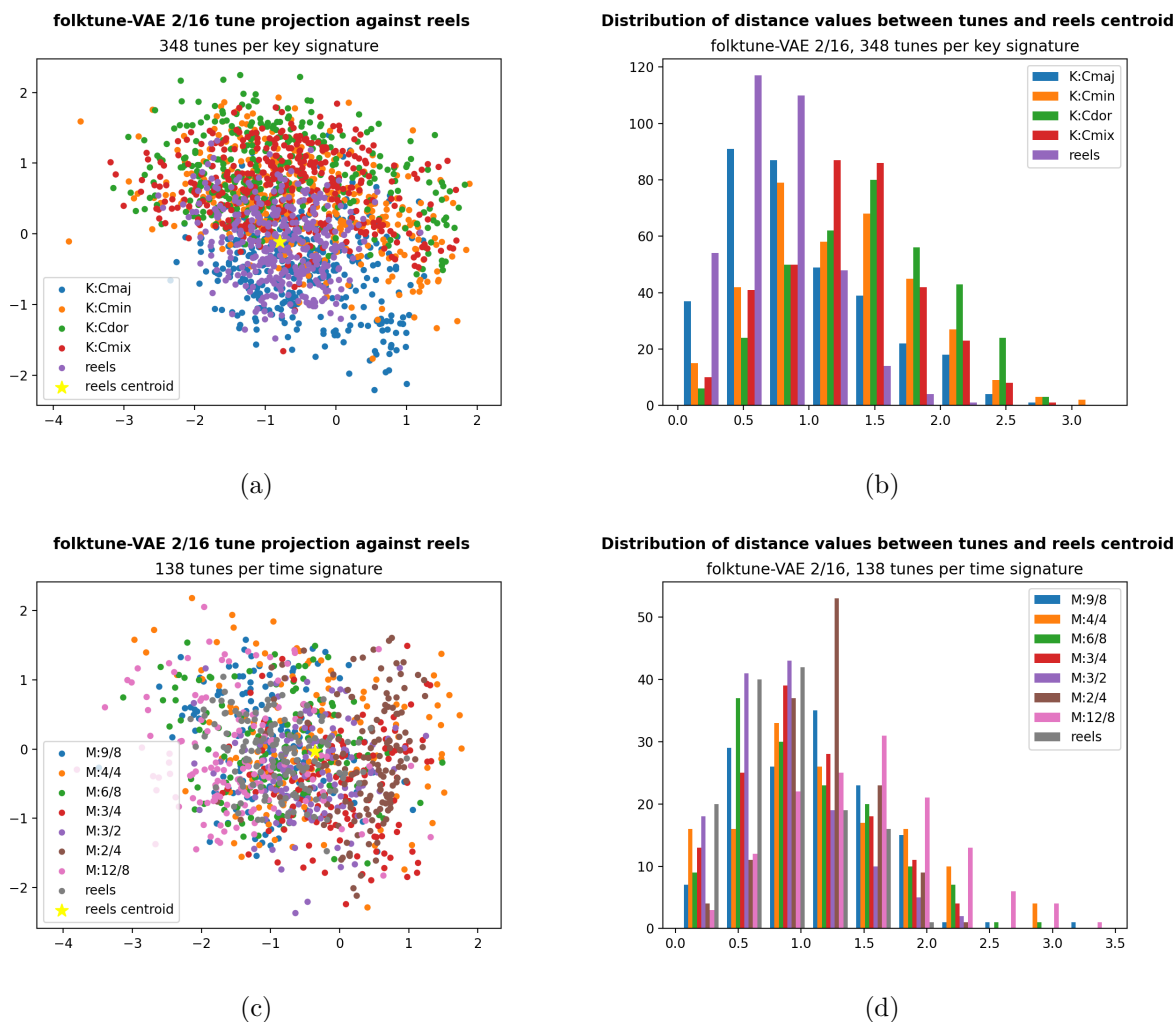 folktune-VAE 2/16 tune projection against reels
348 tunes per key signature
2
1
0
−1
−2
−4
−3
−2
−1
0
1
2
K:Cmaj
K:Cmin
K:Cdor
K:Cmix
reels
reels centroid
(a)
Distribution of distance values between tunes and reels centroid
folktune-VAE 2/16, 348 tunes per key signature
120
100
80
60
40
20
0
0.0
0.5
1.0
1.5
2.0
2.5
3.0
K:Cmaj
K:Cmin
K:Cdor
K:Cmix
reels
(b)
folktune-VAE 2/16 tune projection against reels
138 tunes per time signature
2
1
0
−1
−2
−4
−3
−2
−1
0
1
2
M:9/8
M:4/4
M:6/8
M:3/4
M:3/2
M:2/4
M:12/8
reels
reels centroid
(c)
Distribution of distance values between tunes and reels centroid
folktune-VAE 2/16, 138 tunes per time signature
50
40
30
20
10
0
0.0
0.5
1.0
1.5
2.0
2.5
3.0
3.5
M:9/8
M:4/4
M:6/8
M:3/4
M:3/2
M:2/4
M:12/8
reels
(d)